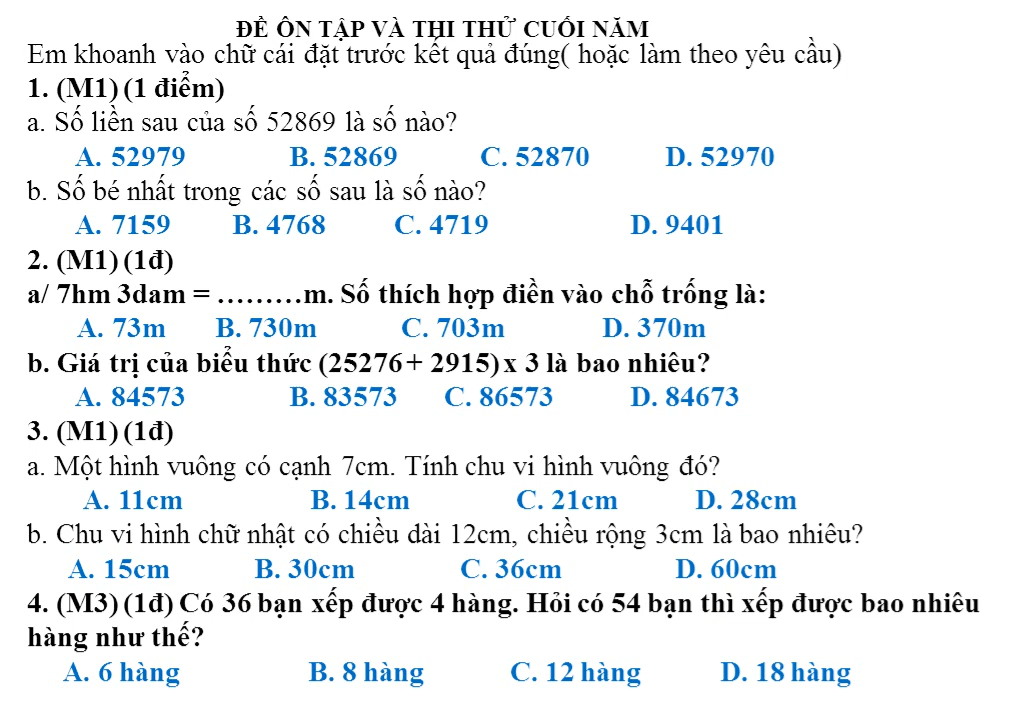 ĐỀ ÔN TẬP VÀ THI THỬ CUỐI NĂM
Em khoanh vào chữ cái đặt trước kết quả đúng( hoặc làm theo yêu cầu)
1. (M1) (1 điểm)
a. Số liền sau của số 52869 là số nào?
A. 52979 B. 52869 C. 52870 D. 52970
b. Số bé nhất trong các số sau là số nào?
A. 7159 B. 4768 C. 4719 D. 9401
2. (M1) (1đ)
a/ 7hm 3dam = ………m. Số thích hợp điền vào chỗ trống là:
A. 73m B. 730m C. 703m D. 370m
b. Giá trị của biểu thức (25276 + 2915) x 3 là bao nhiêu?
A. 84573 B. 83573 C. 86573 D. 84673
3. (M1) (1đ)
a. Một hình vuông có cạnh 7cm. Tính chu vi hình vuông đó?
A. 11cm B. 14cm C. 21cm D. 28cm
b. Chu vi hình chữ nhật có chiều dài 12cm, chiều rộng 3cm là bao nhiêu?
A. 15cm B. 30cm C. 36cm D. 60cm
4. (M3) (1đ) Có 36 bạn xếp được 4 hàng. Hỏi có 54 bạn thì xếp được bao nhiêu
hàng như thế?
A. 6 hàng B. 8 hàng C. 12 hàng D. 18 hàng